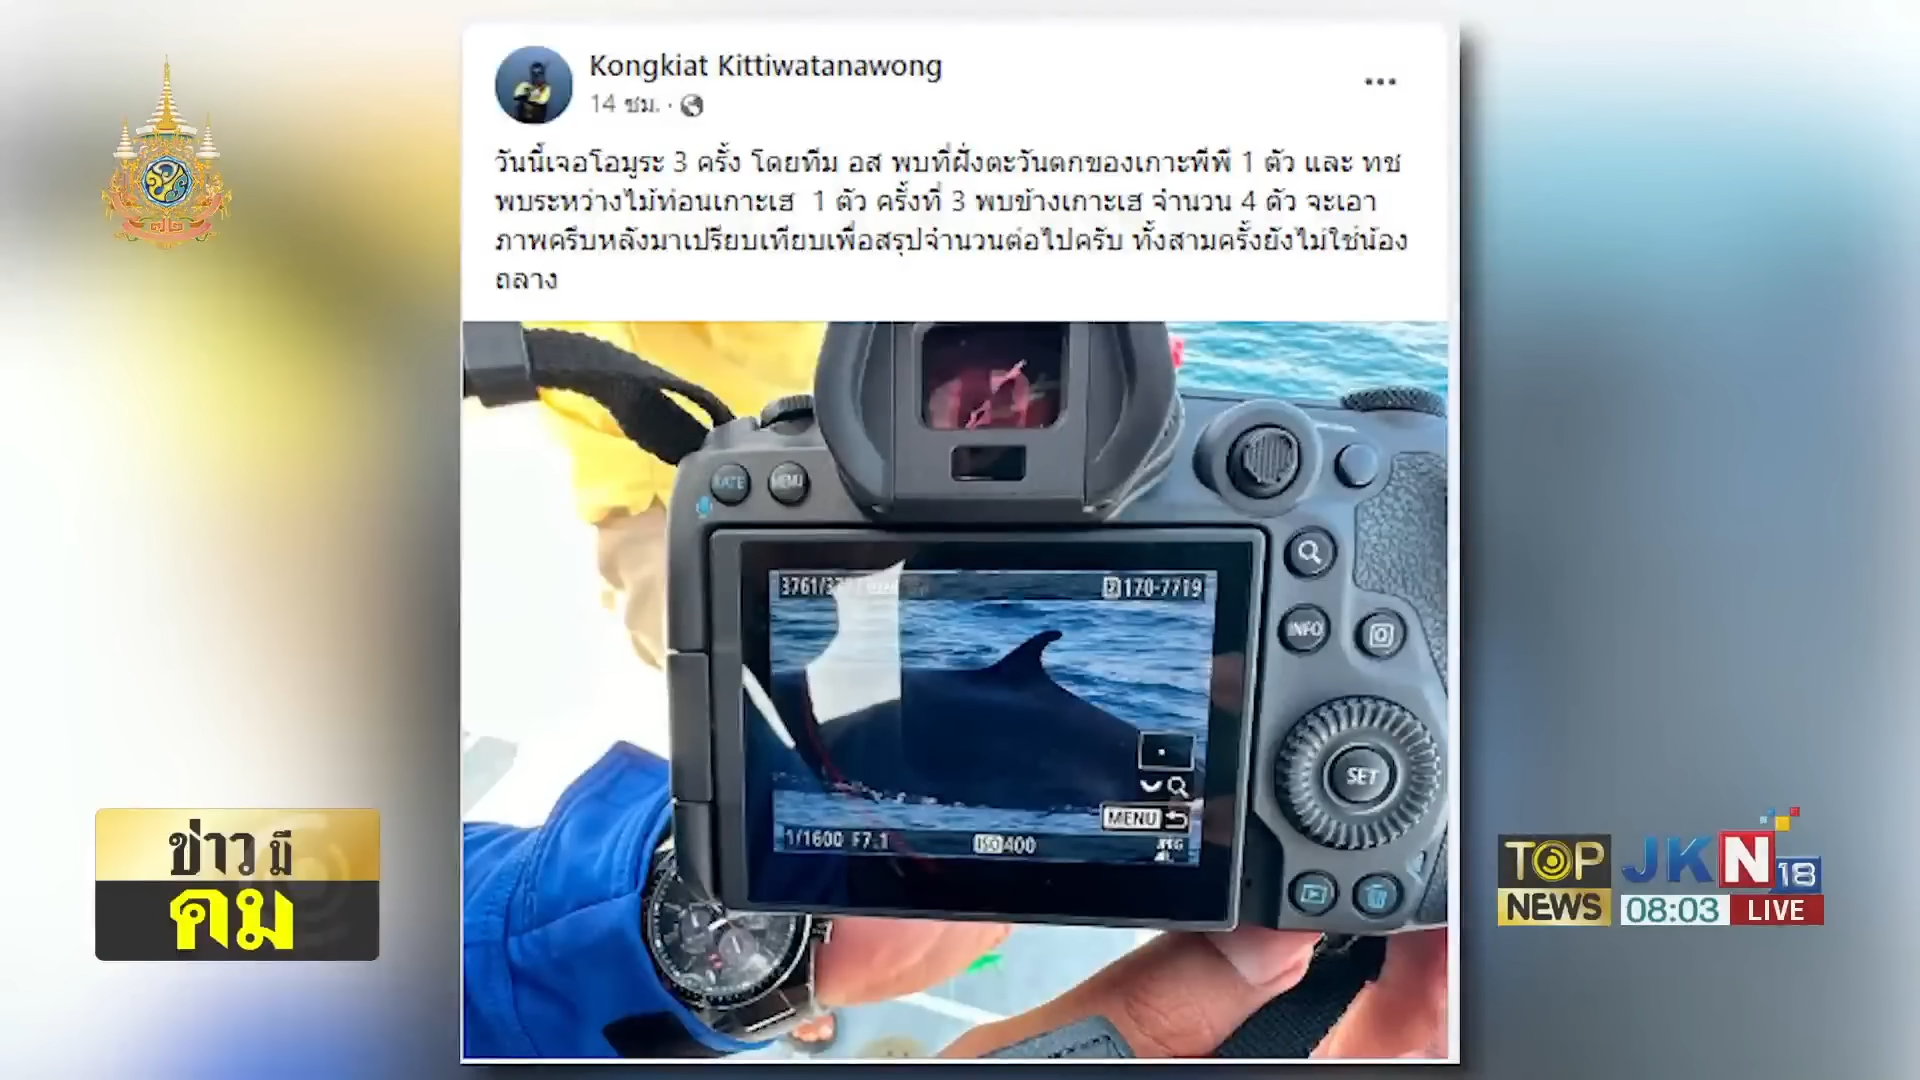 Kongkiat Kittiwatanawong
14 ชม. ·
วันนี้เจอโอมูระ 3 ครั้ง โดยทีม อส พบที่ฝั่งตะวันตกของเกาะพีพี 1 ตัว และ ทช
พบระหว่างไม้ท่อนเกาะเฮ 1 ตัว ครั้งที่ 3 พบข้างเกาะเฮ จำนวน 4 ตัว จะเอา
ภาพครีบหลังมาเปรียบเทียบเพื่อสรุปจำนวนต่อไปครับ ทั้งสามครั้งยังไม่ใช่น้อง
ถลาง
RATE MENU
3761/ 170-7719
INFO Q
SET
MENU
1/1600 F7.1 ISO 400 JPEG
ข่าวมี
คม
TOP
NEWS
JKN 18
08:03 LIVE